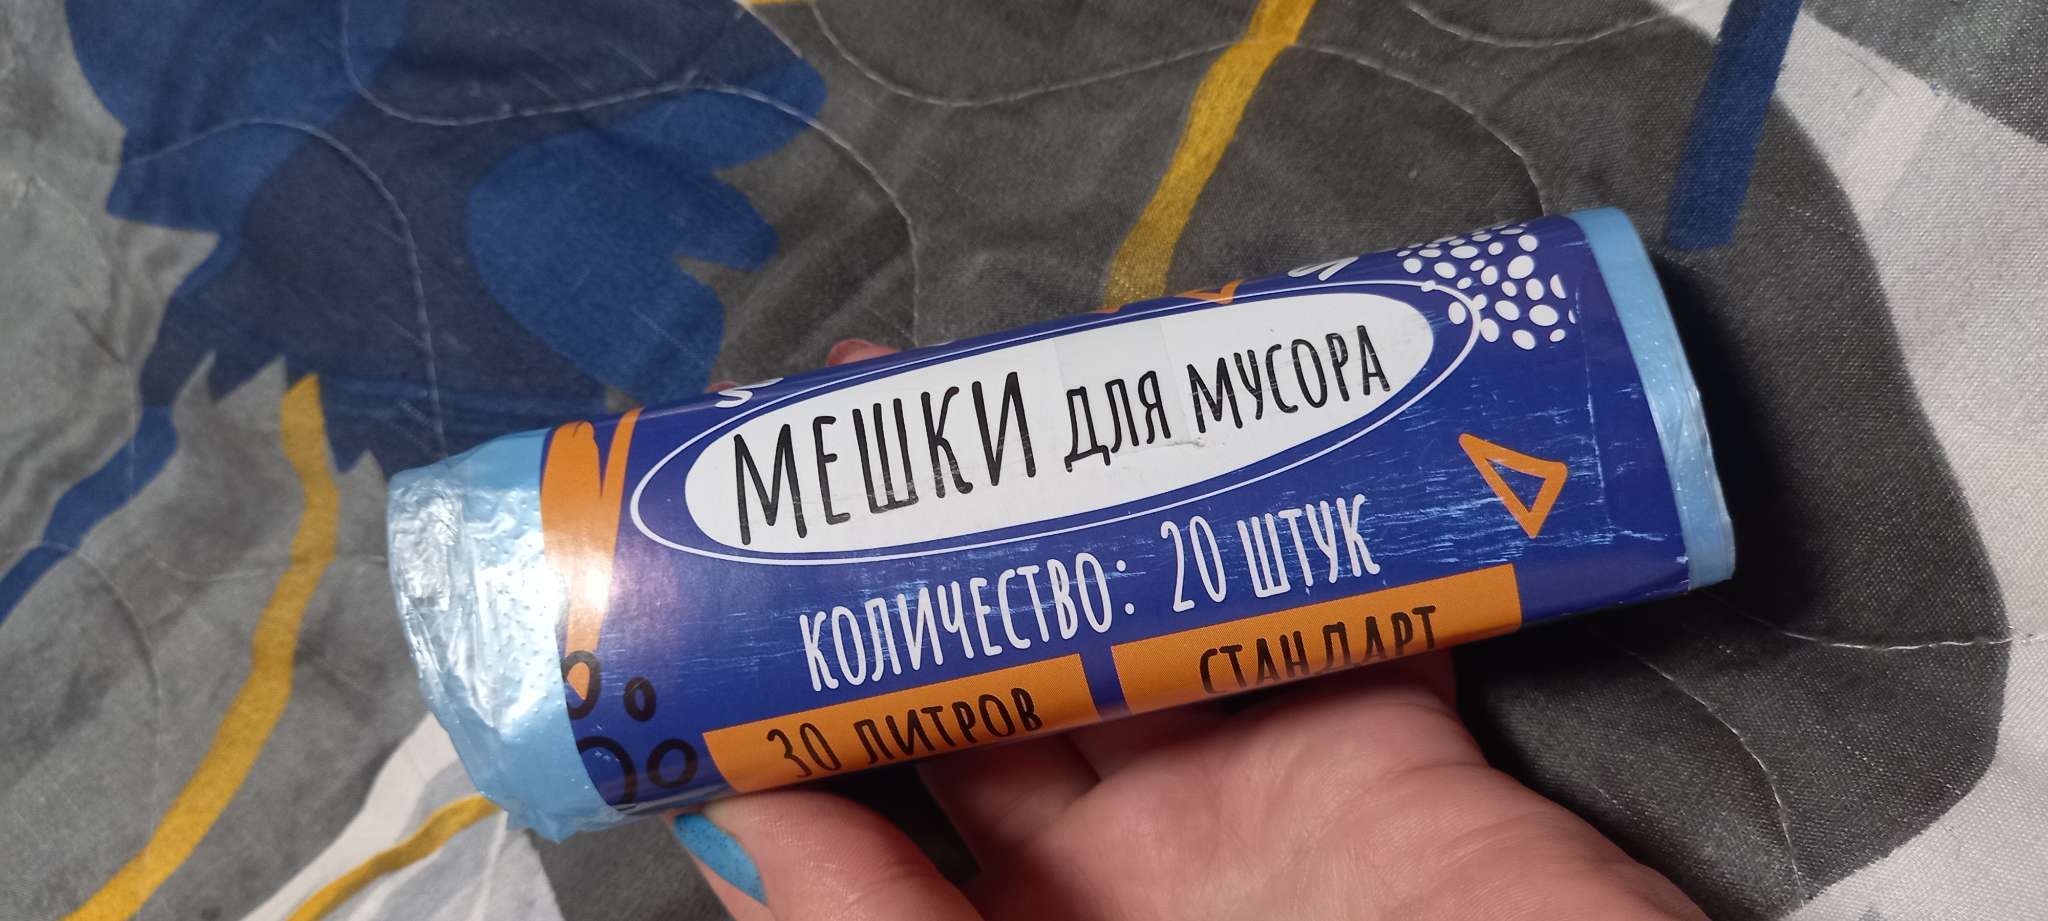 МЕШКИ ДЛЯ МУСОРА
КОЛИЧЕСТВО: 20 ШТУК
30 ЛИТРОВ
СТАНДАРТ